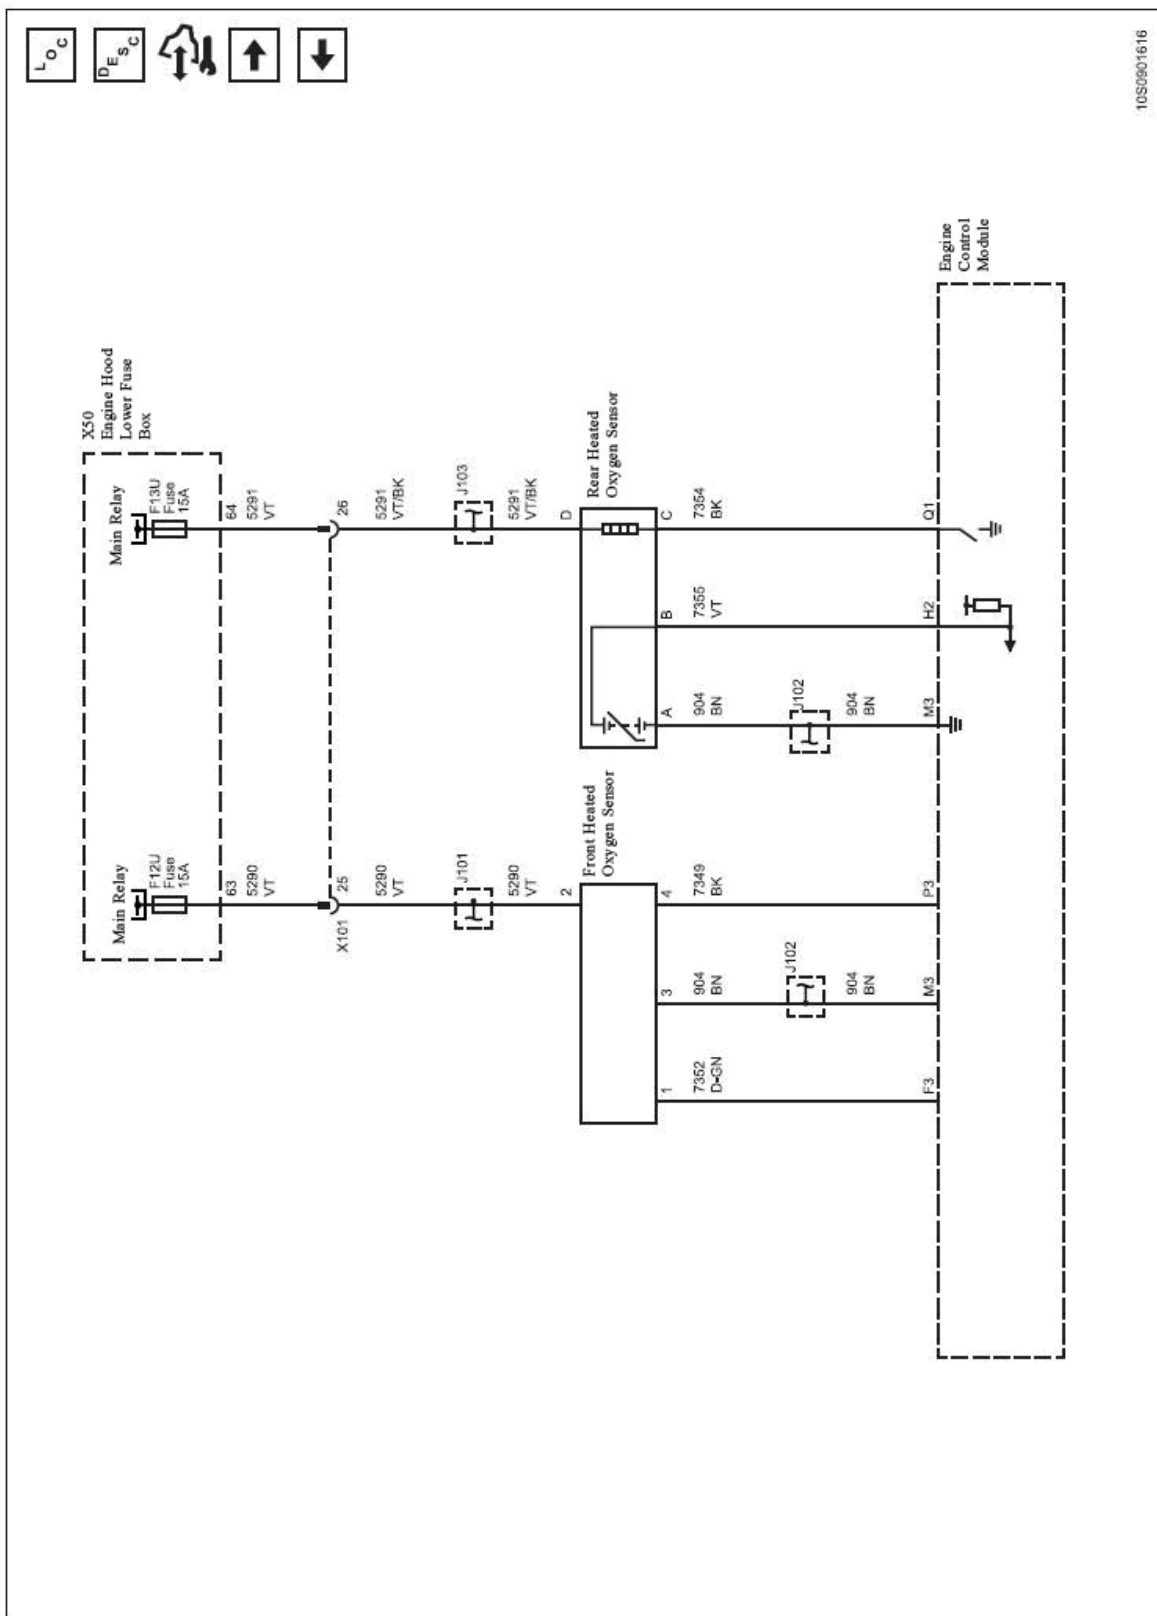 LOC
DESC
X50
Engine Hood
Lower Fuse
Box
Main Relay
F12U
Fuse
15A
Main Relay
F13U
Fuse
15A
63
5290
VT
64
5291
VT
X101
25
26
5290
VT
5291
VT/BK
J101
J103
5290
VT
5291
VT/BK
2
D
Front Heated
Oxygen Sensor
Rear Heated
Oxygen Sensor
1
3
4
A
B
C
7352
D-GN
904
BN
7349
BK
904
BN
7355
VT
7354
BK
J102
J102
904
BN
904
BN
F3
M3
P3
M3
H2
Q1
Engine
Control
Module
10S0901616